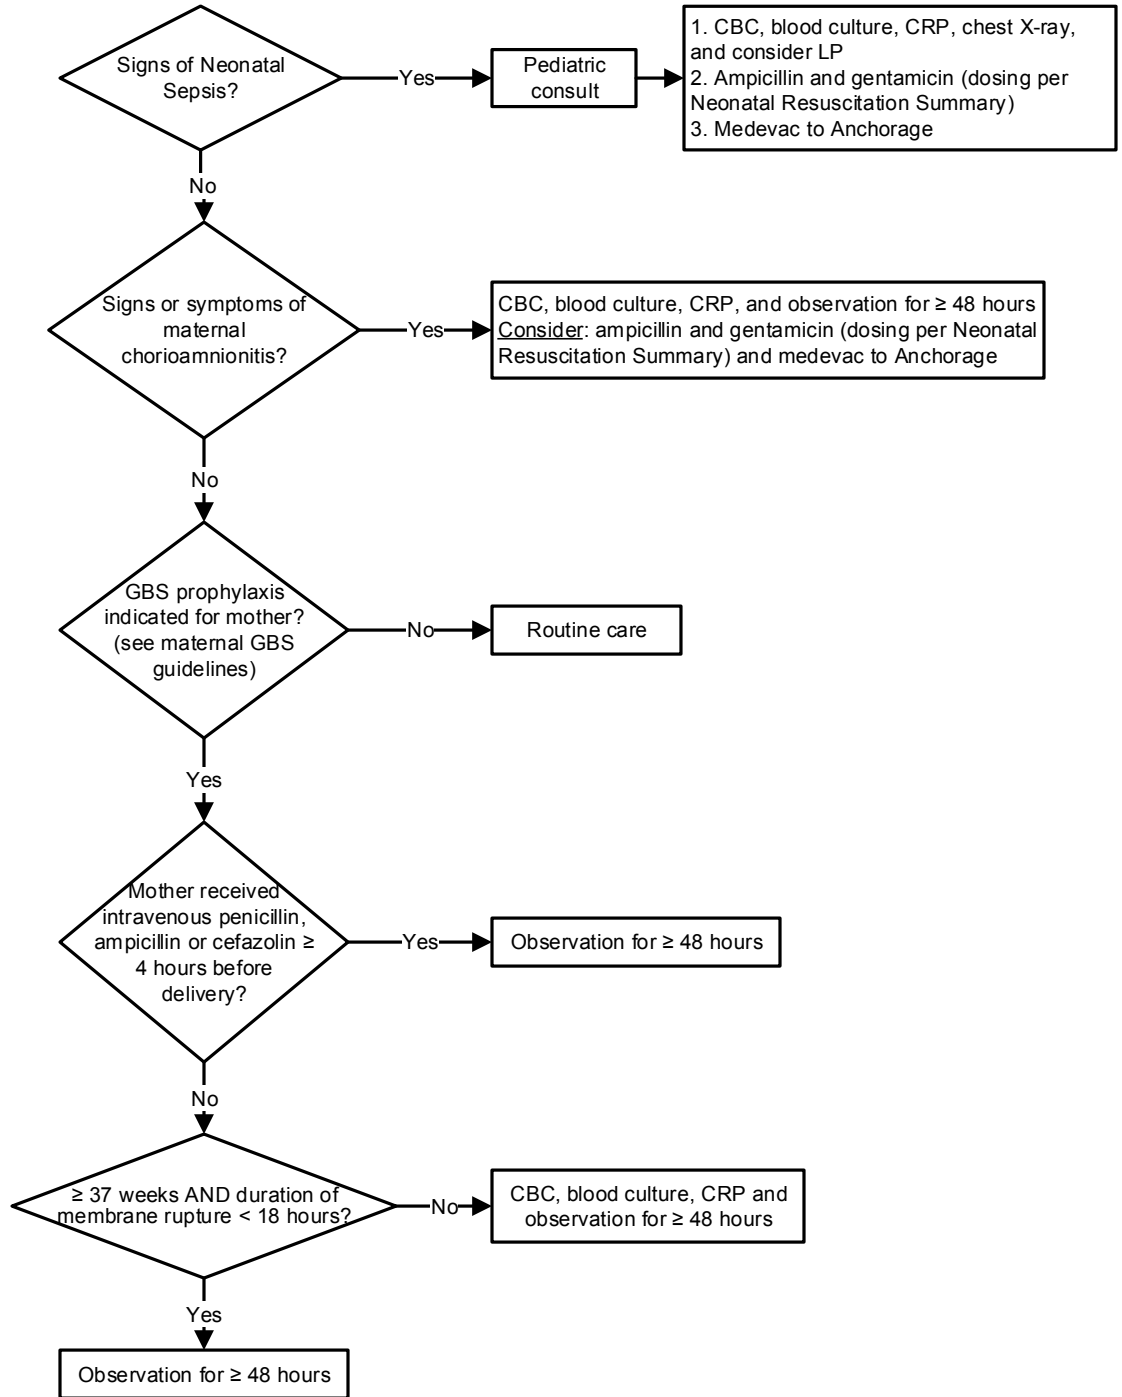 Signs of Neonatal
Sepsis?
Yes
Pediatric
consult
1. CBC, blood culture, CRP, chest X-ray,
and consider LP
2. Ampicillin and gentamicin (dosing per
Neonatal Resuscitation Summary)
3. Medevac to Anchorage
No
Signs or symptoms of
maternal
chorioamnionitis?
Yes
CBC, blood culture, CRP, and observation for ≥ 48 hours
Consider: ampicillin and gentamicin (dosing per Neonatal
Resuscitation Summary) and medevac to Anchorage
No
GBS prophylaxis
indicated for mother?
(see maternal GBS
guidelines)
No
Routine care
Yes
Mother received
intravenous penicillin,
ampicillin or cefazolin ≥
4 hours before
delivery?
Yes
Observation for ≥ 48 hours
No
≥ 37 weeks AND duration of
membrane rupture < 18 hours?
No
CBC, blood culture, CRP and
observation for ≥ 48 hours
Yes
Observation for ≥ 48 hours